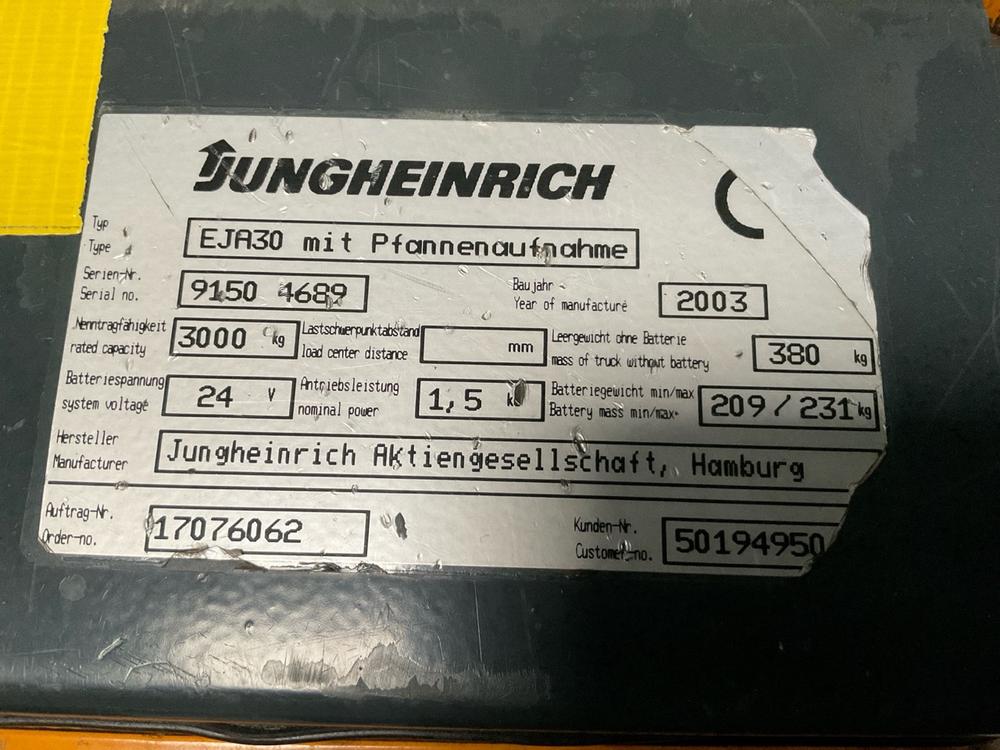 JUNGHEINRICH
Typ
Type
EJA30 mit Pfannenaufnahme
Serien-Nr.
Serial no.
9150 4689
Baujahr
Year of manufacture
2003
Nenntragfähigkeit
rated capacity
3000 kg
Lastschwerpunktabstand
load center distance
mm
Leergewicht ohne Batterie
mass of truck without battery
380 kg
Batteriespannung
system voltage
24 V
Antriebsleistung
nominal power
1,5
Batteriegewicht min/max
Battery mass min/max
209/231 kg
Hersteller
Manufacturer
Jungheinrich Aktiengesellschaft, Hamburg
Auftrag-Nr.
Order-no.
17076062
Kunden-Nr.
Customer-no.
50194950